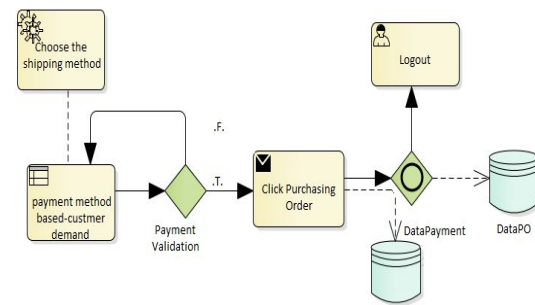 Choose the
shipping method
Logout
.F.
.T.
payment method
based-custmer
demand
Payment
Validation
Click Purchasing
Order
DataPayment
DataPO